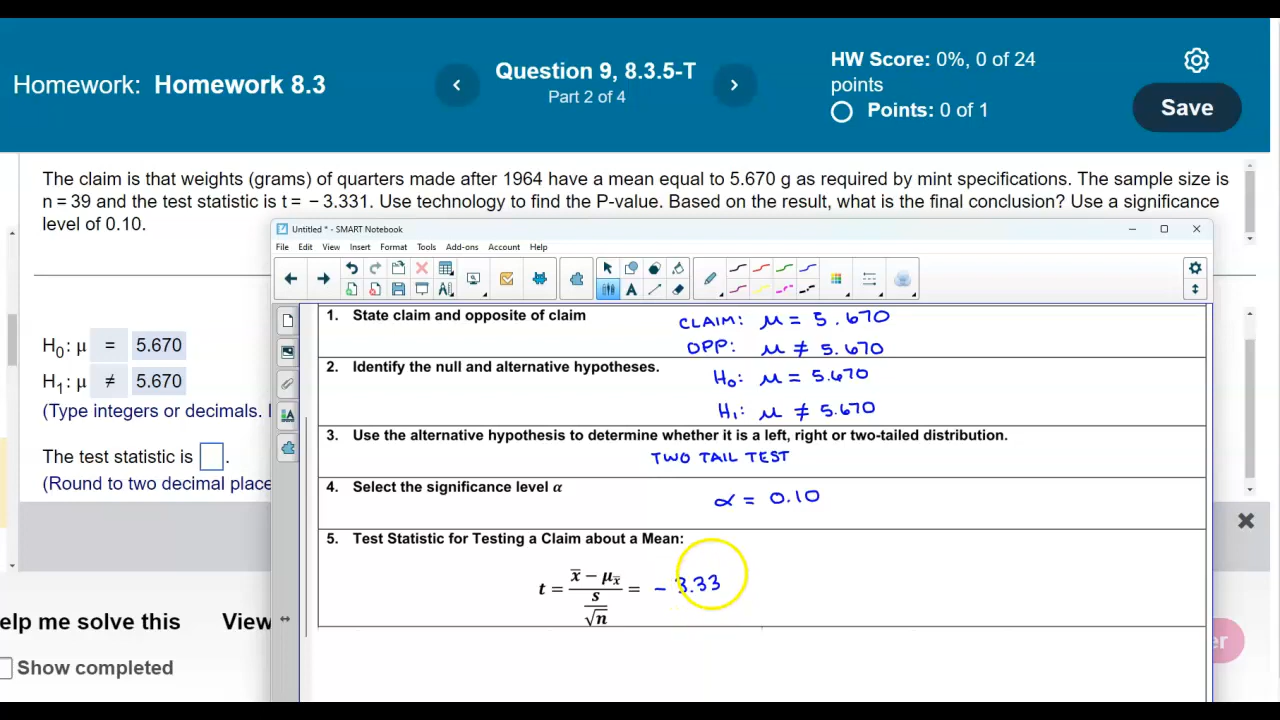 Homework: Homework 8.3
Question 9, 8.3.5-T
Part 2 of 4
HW Score: 0%, 0 of 24
points
Points: 0 of 1
Save
The claim is that weights (grams) of quarters made after 1964 have a mean equal to 5.670 g as required by mint specifications. The sample size is
n = 39 and the test statistic is t = − 3.331. Use technology to find the P-value. Based on the result, what is the final conclusion? Use a significance
level of 0.10.
H0: μ = 5.670
H1: μ ≠ 5.670
(Type integers or decimals.
The test statistic is .
(Round to two decimal place
elp me solve this
View
Show completed
er
Untitled * - SMART Notebook
File Edit View Insert Format Tools Add-ons Account Help
1. State claim and opposite of claim
CLAIM: μ = 5.670
OPP: μ ≠ 5.670
2. Identify the null and alternative hypotheses.
H0: μ = 5.670
H1: μ ≠ 5.670
3. Use the alternative hypothesis to determine whether it is a left, right or two-tailed distribution.
TWO TAIL TEST
4. Select the significance level α
α = 0.10
5. Test Statistic for Testing a Claim about a Mean:
t = (x̄ − μx̄) / (s / √n) = − 3.33